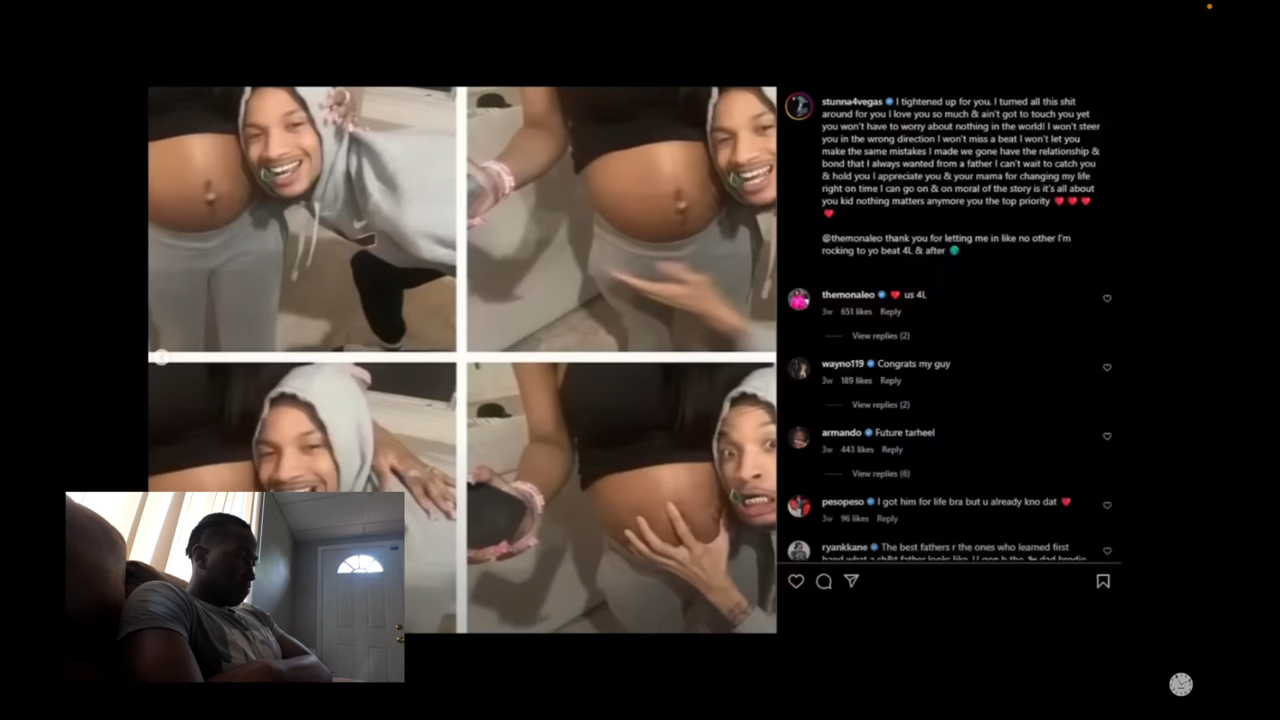 stunna4vegas I tightened up for you, I turned all this shit
around for you I love you so much & ain't got to touch you yet
you won't have to worry about nothing in the world! I won't steer
you in the wrong direction I won't miss a beat I won't let you
make the same mistakes I made we gone have the relationship &
bond that I always wanted from a father I can't wait to catch you
& hold you I appreciate you & your mama for changing my life
right on time I can go on & on moral of the story is it's all about
you kid nothing matters anymore you the top priority ❤️ ❤️ ❤️
❤️
@themonaleo thank you for letting me in like no other I'm
rocking to yo beat 4L & after
themonaleo ❤️ us 4L
3w 651 likes Reply
View replies (2)
wayno119 Congrats my guy
3w 189 likes Reply
View replies (2)
armando Future tarheel
3w 443 likes Reply
View replies (6)
pesopeso I got him for life bra but u already kno dat ❤️
3w 96 likes Reply
ryankkane The best fathers r the ones who learned first
hand what a father looks like